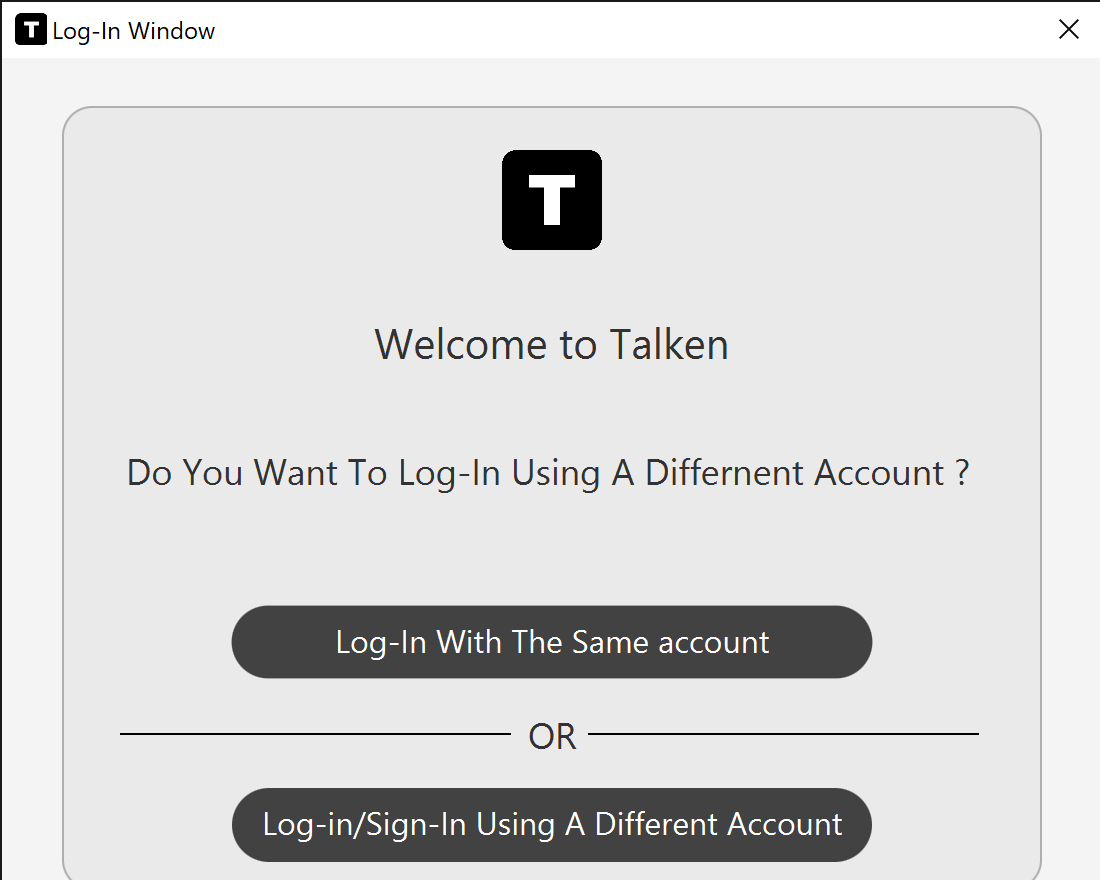 T Log-In Window
T
Welcome to Talken
Do You Want To Log-In Using A Differnent Account ?
Log-In With The Same account
OR
Log-in/Sign-In Using A Different Account